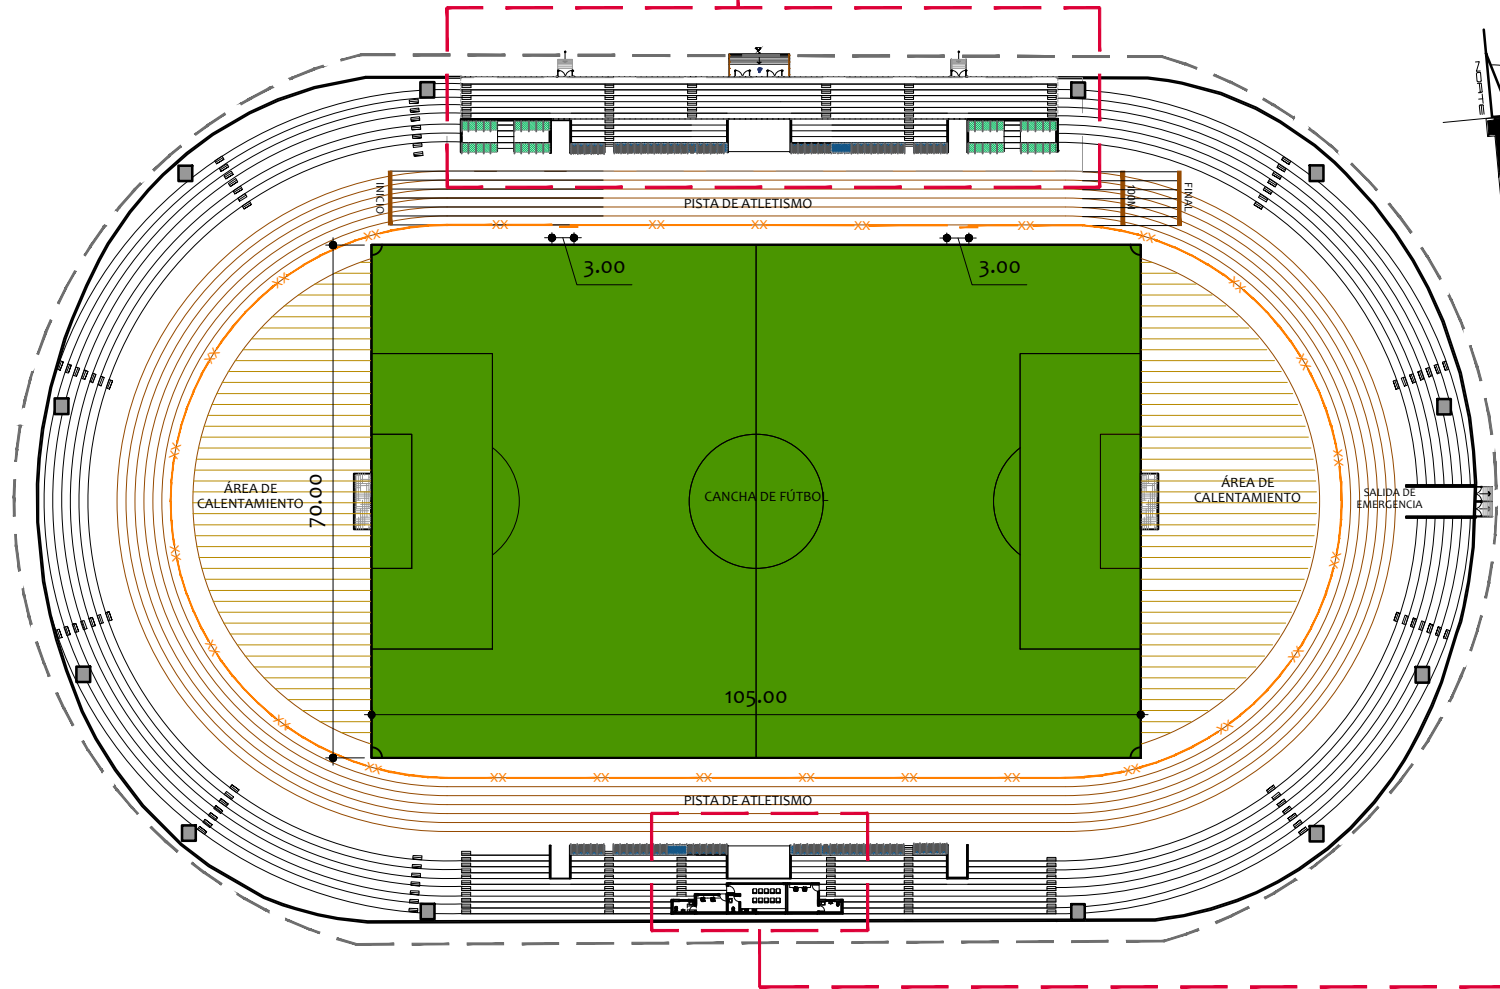 NORTE
INICIO
PISTA DE ATLETISMO
100M
FINAL
3.00
3.00
ÁREA DE
CALENTAMIENTO
70.00
CANCHA DE FÚTBOL
ÁREA DE
CALENTAMIENTO
SALIDA DE
EMERGENCIA
105.00
PISTA DE ATLETISMO